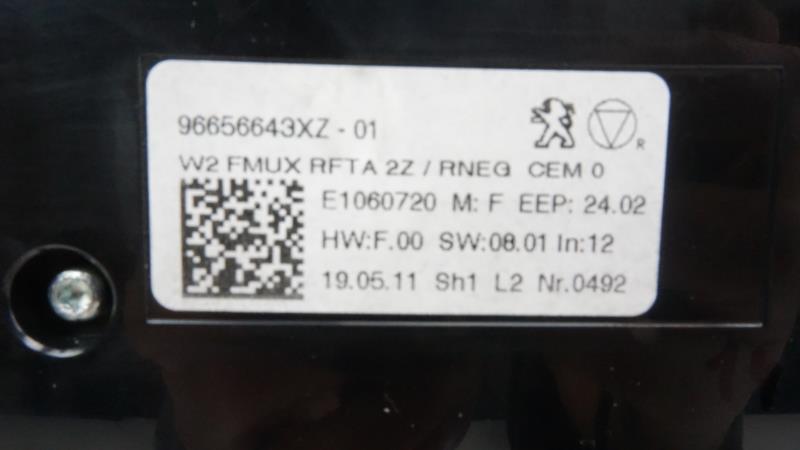 96656643XZ - 01
R
W2 FMUX RFTA 2Z / RNEG CEM 0
E1060720 M: F EEP: 24.02
HW:F.00 SW:08.01 In:12
19.05.11 Sh1 L2 Nr.0492